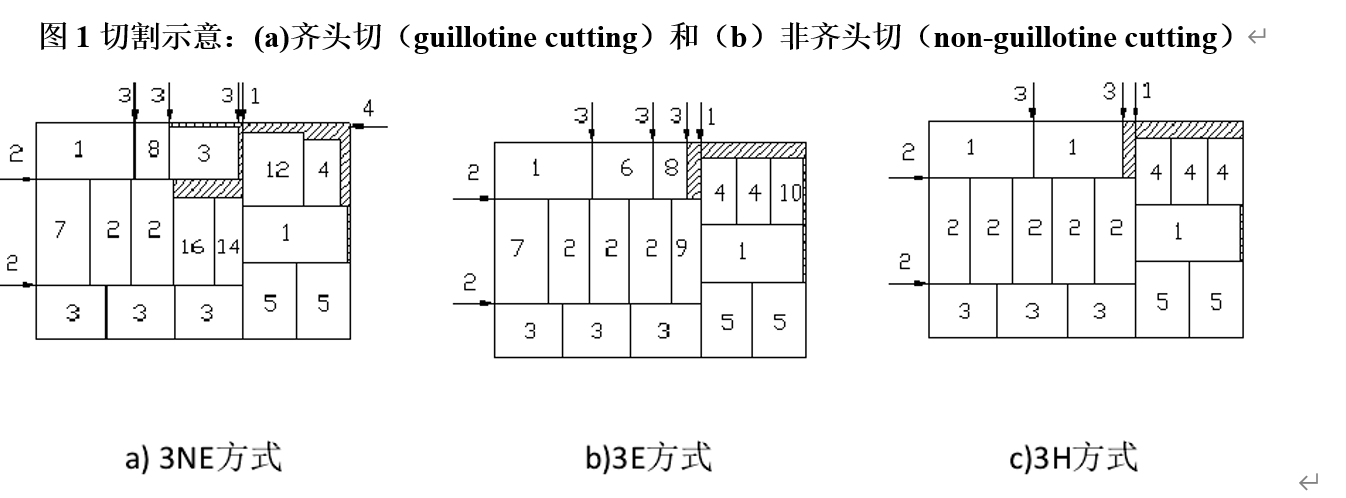 图 1 切割示意：(a)齐头切（guillotine cutting）和（b）非齐头切（non-guillotine cutting）
3 3 3 1 4
2 1 8 3 12 4
7 2 2 16 14 1
2
3 3 3 5 5
3 3 3 1
2 1 6 8 4 4 10
7 2 2 2 9 1
2
3 3 3 5 5
3 3 1
2 1 1 4 4 4
2 2 2 2 2 1
2
3 3 3 5 5
a) 3NE方式
b)3E方式
c)3H方式